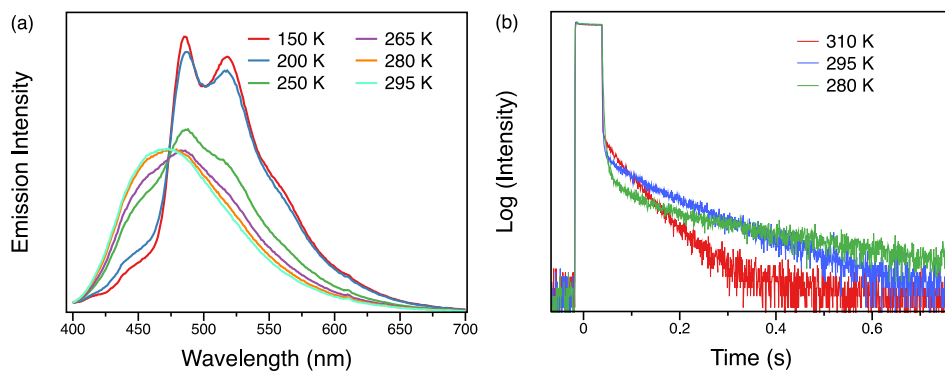 (a)
150 K
200 K
250 K
265 K
280 K
295 K
Emission Intensity
400
450
500
550
600
650
700
Wavelength (nm)
(b)
310 K
295 K
280 K
Log (Intensity)
0
0.2
0.4
0.6
Time (s)